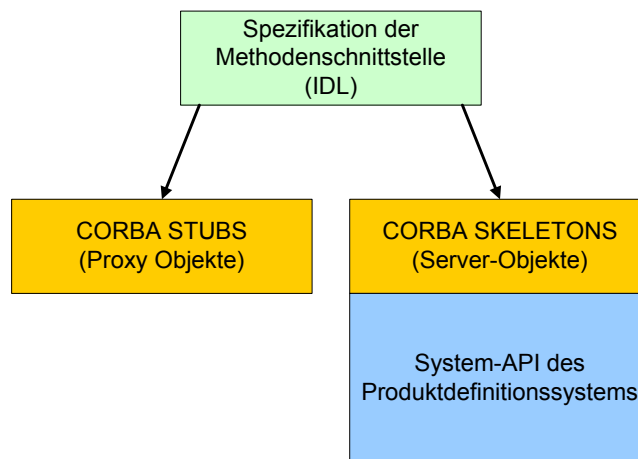 Spezifikation der
Methodenschnittstelle
(IDL)
CORBA STUBS
(Proxy Objekte)
CORBA SKELETONS
(Server-Objekte)
System-API des
Produktdefinitionssystems